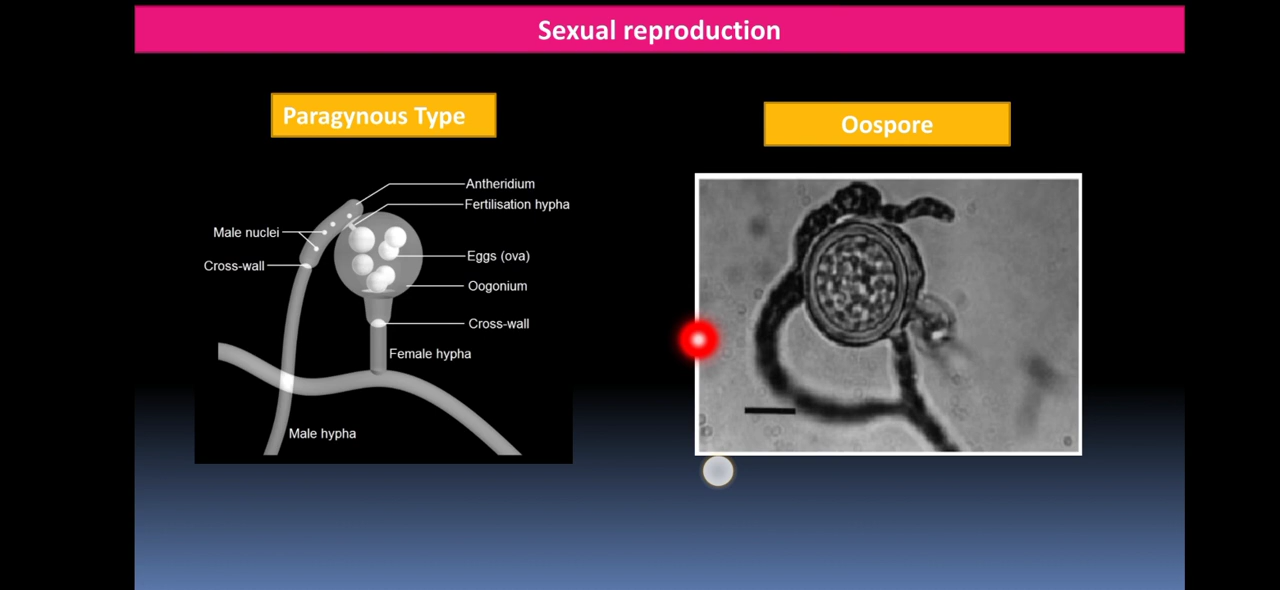 Sexual reproduction
Paragynous Type
Oospore
Antheridium
Fertilisation hypha
Male nuclei
Cross-wall
Eggs (ova)
Oogonium
Cross-wall
Female hypha
Male hypha